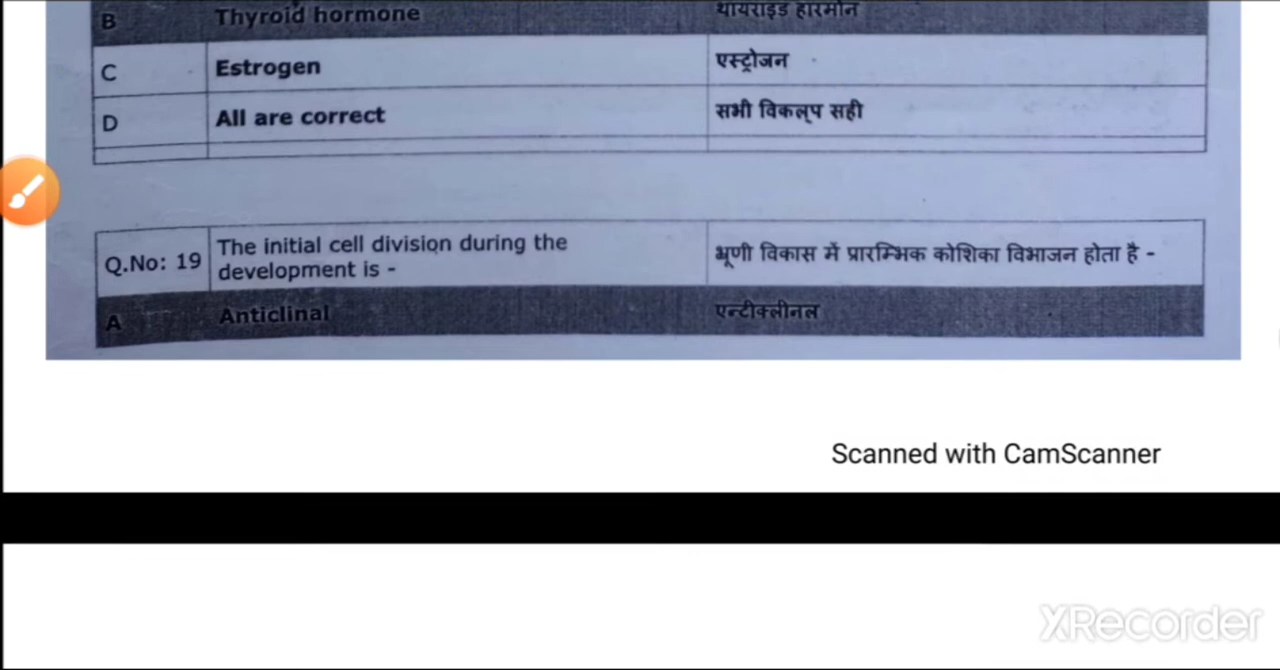 B Thyroid hormone थायराइड हारमोन
C Estrogen एस्ट्रोजन
D All are correct सभी विकल्प सही
Q.No: 19 The initial cell division during the development is - भ्रूणी विकास में प्रारम्भिक कोशिका विभाजन होता है -
A Anticlinal एन्टीक्लीनल
Scanned with CamScanner
XRecorder